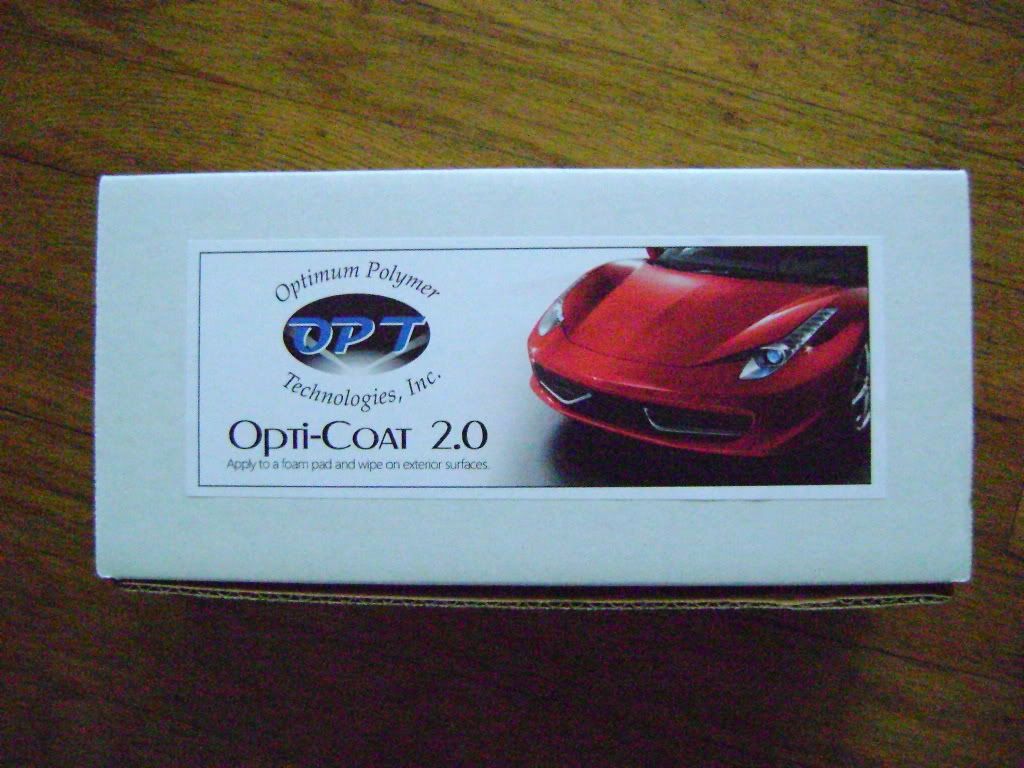 Optimum Polymer
OPT
Technologies, Inc.
Opti-Coat 2.0
Apply to a foam pad and wipe on exterior surfaces.